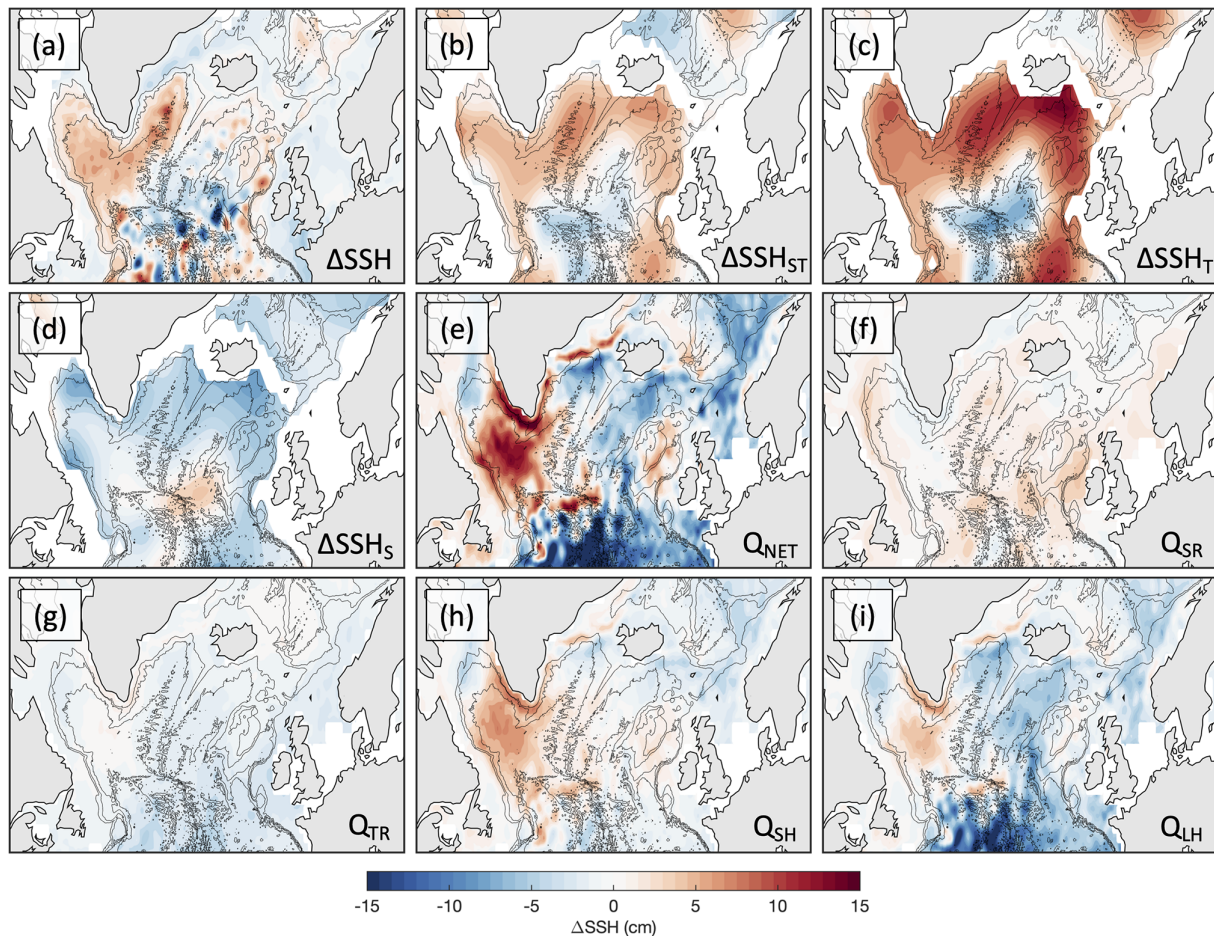 (a)
ΔSSH
(b)
ΔSSH_ST
(c)
ΔSSH_T
(d)
ΔSSH_S
(e)
Q_NET
(f)
Q_SR
(g)
Q_TR
(h)
Q_SH
(i)
Q_LH
-15 -10 -5 0 5 10 15
ΔSSH (cm)